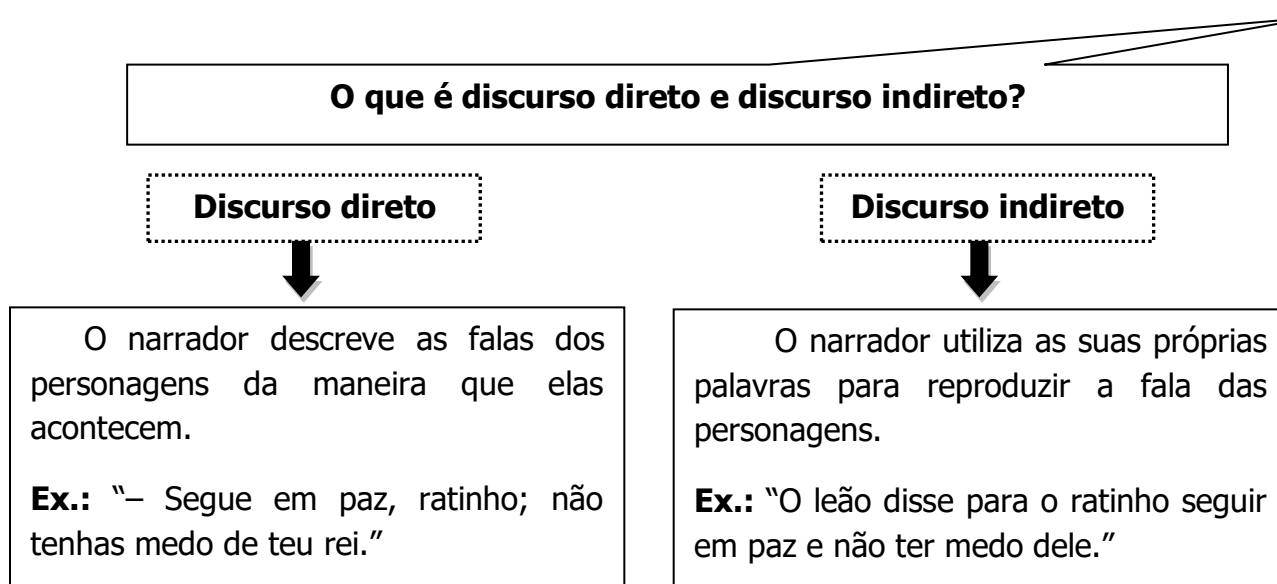 O que é discurso direto e discurso indireto?
Discurso direto
Discurso indireto
O narrador descreve as falas dos
personagens da maneira que elas
acontecem.
Ex.: “– Segue em paz, ratinho; não
tenhas medo de teu rei.”
O narrador utiliza as suas próprias
palavras para reproduzir a fala das
personagens.
Ex.: “O leão disse para o ratinho seguir
em paz e não ter medo dele.”